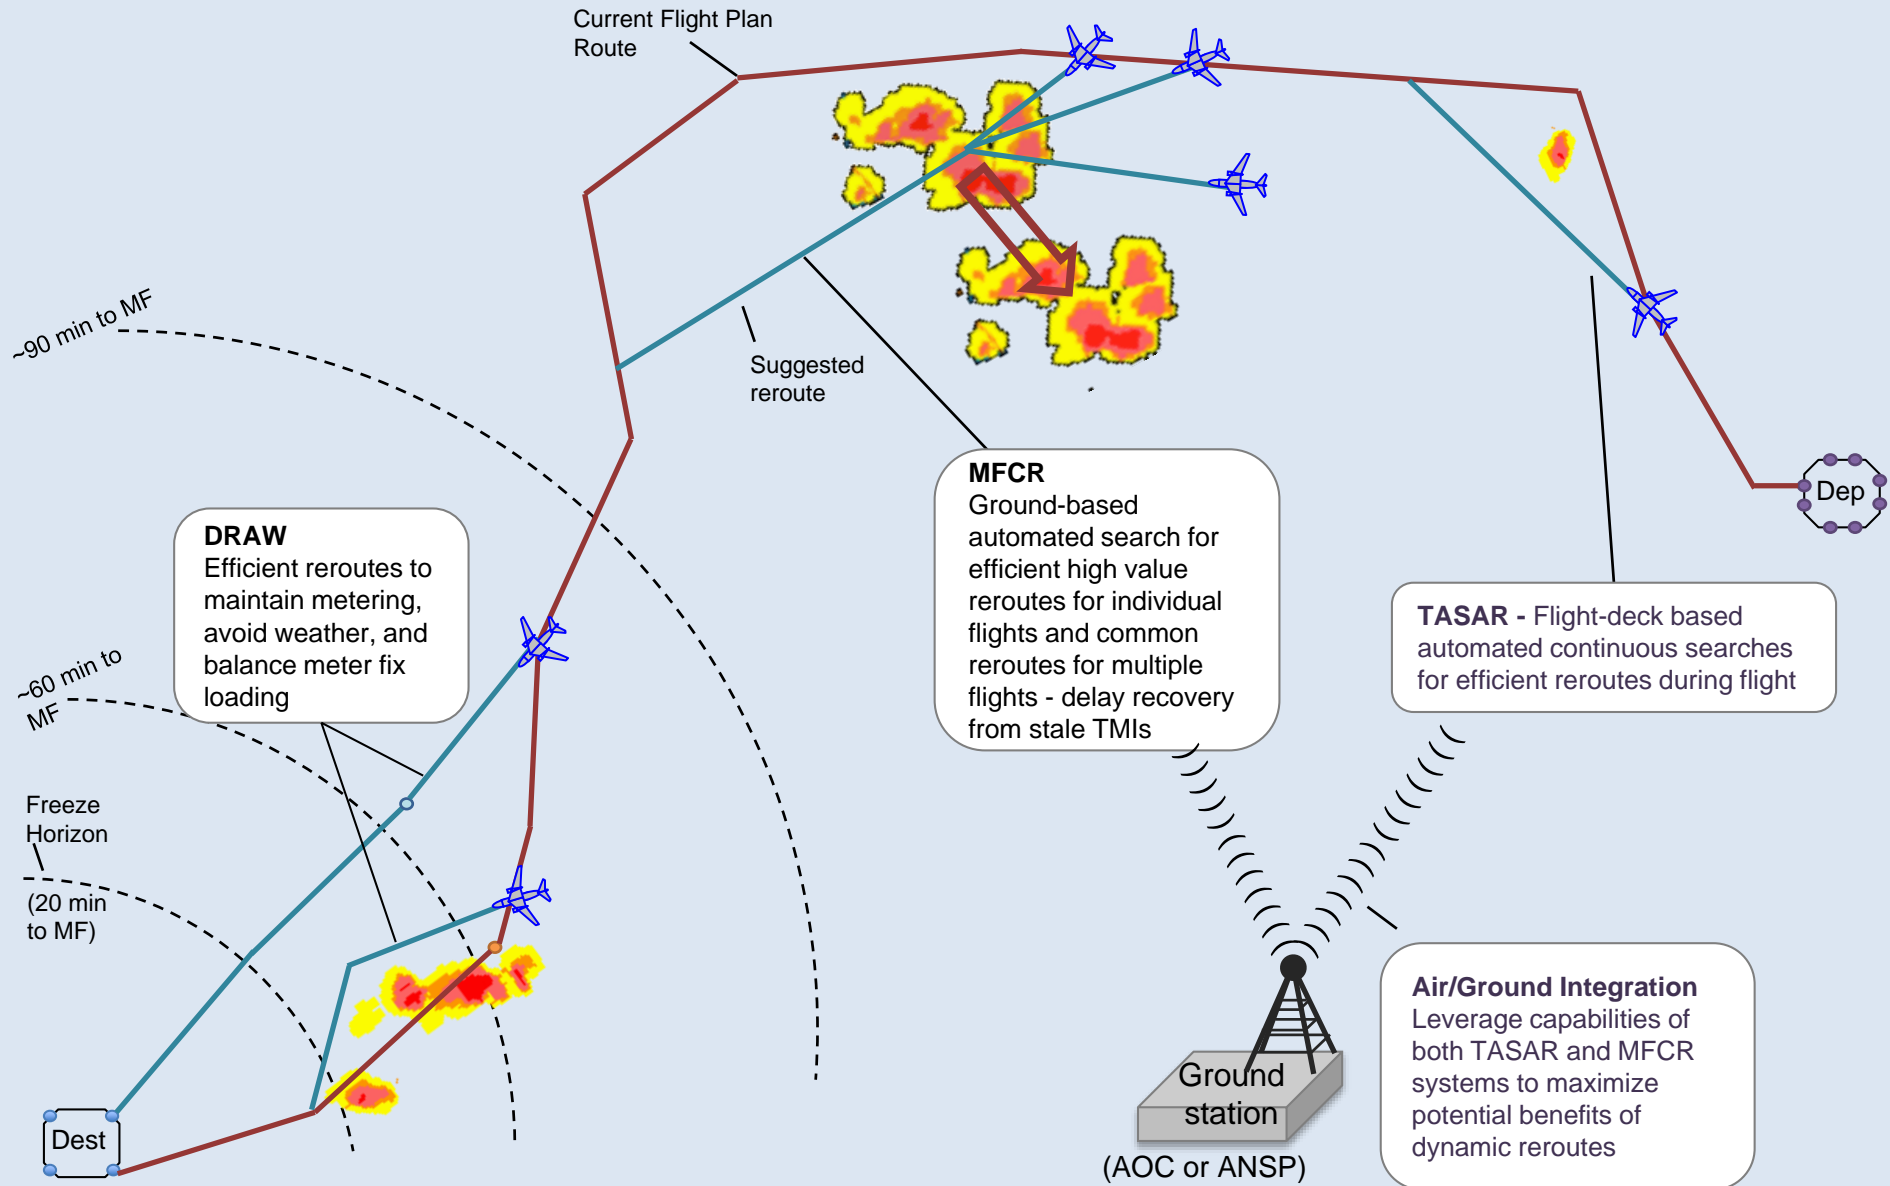 Current Flight Plan
Route
~90 min to MF
Suggested
reroute
MFCR
Ground-based
automated search for
efficient high value
reroutes for individual
flights and common
reroutes for multiple
flights - delay recovery
from stale TMIs
Dep
DRAW
Efficient reroutes to
maintain metering,
avoid weather, and
balance meter fix
loading
TASAR - Flight-deck based
automated continuous searches
for efficient reroutes during flight
~60 min to
MF
Freeze
Horizon
(20 min
to MF)
Air/Ground Integration
Leverage capabilities of
both TASAR and MFCR
systems to maximize
potential benefits of
dynamic reroutes
Ground
station
(AOC or ANSP)
Dest